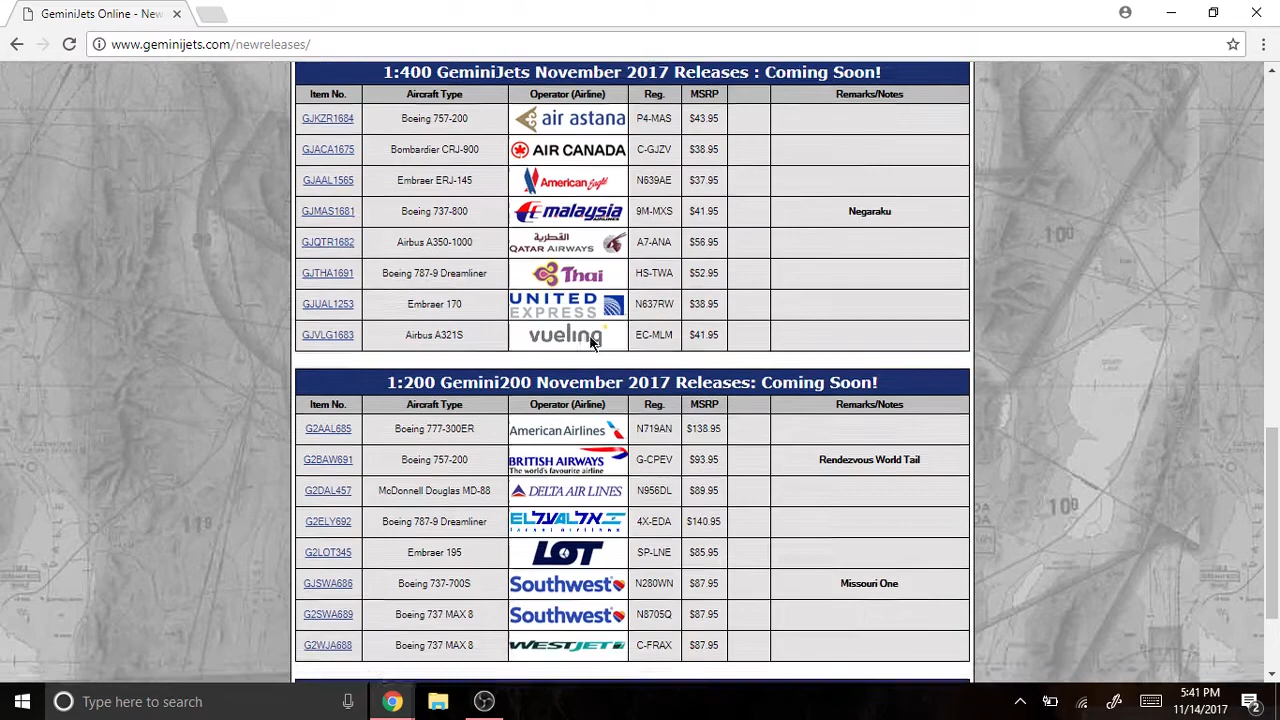 GeminiJets Online - New
www.geminijets.com/newreleases/
1:400 GeminiJets November 2017 Releases : Coming Soon!
Item No. Aircraft Type Operator (Airline) Reg. MSRP Remarks/Notes
GJKZR1684 Boeing 757-200 air astana P4-MAS $43.95
GJACA1675 Bombardier CRJ-900 AIR CANADA C-GJZV $38.95
GJAAL1565 Embraer ERJ-145 American Eagle N639AE $37.95
GJMAS1681 Boeing 737-800 malaysia AIRLINES 9M-MXS $41.95 Negaraku
GJQTR1682 Airbus A350-1000 القطرية QATAR AIRWAYS A7-ANA $56.95
GJTHA1691 Boeing 787-9 Dreamliner Thai HS-TWA $52.95
GJUAL1253 Embraer 170 UNITED EXPRESS N637RW $38.95
GJVLG1683 Airbus A321S vueling EC-MLM $41.95
1:200 Gemini200 November 2017 Releases: Coming Soon!
Item No. Aircraft Type Operator (Airline) Reg. MSRP Remarks/Notes
G2AAL685 Boeing 777-300ER American Airlines N719AN $138.95
G2BAW691 Boeing 757-200 BRITISH AIRWAYS The world's favourite airline G-CPEV $93.95 Rendezvous World Tail
G2DAL457 McDonnell Douglas MD-88 DELTA AIR LINES N956DL $89.95
G2ELY692 Boeing 787-9 Dreamliner ELאלעל israel airlines 4X-EDA $140.95
G2LOT345 Embraer 195 LOT SP-LNE $85.95
GJSWA686 Boeing 737-700S Southwest N280WN $87.95 Missouri One
G2SWA689 Boeing 737 MAX 8 Southwest N8705Q $87.95
G2WJA688 Boeing 737 MAX 8 WESTJET C-FRAX $87.95
Type here to search
5:41 PM
11/14/2017
2